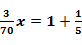 3/70 x = 1 + 1/5